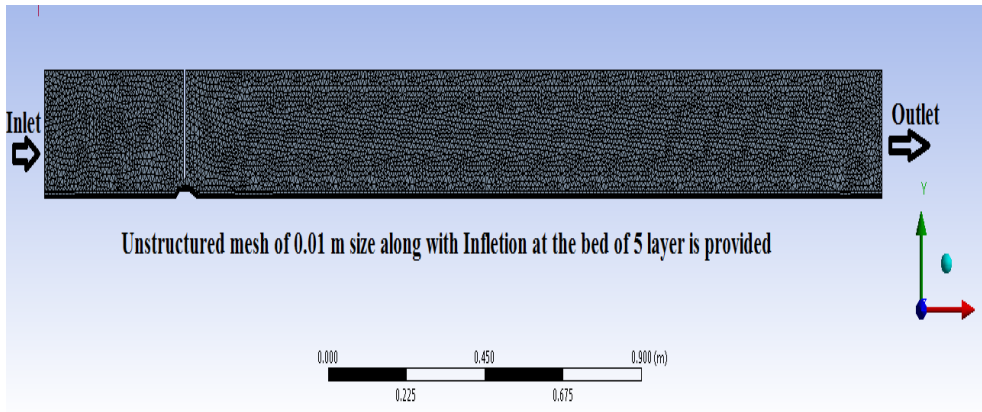 Inlet
Outlet
Y
Unstructured mesh of 0.01 m size along with Infletion at the bed of 5 layer is provided
0.000 0.450 0.900 (m)
0.225 0.675